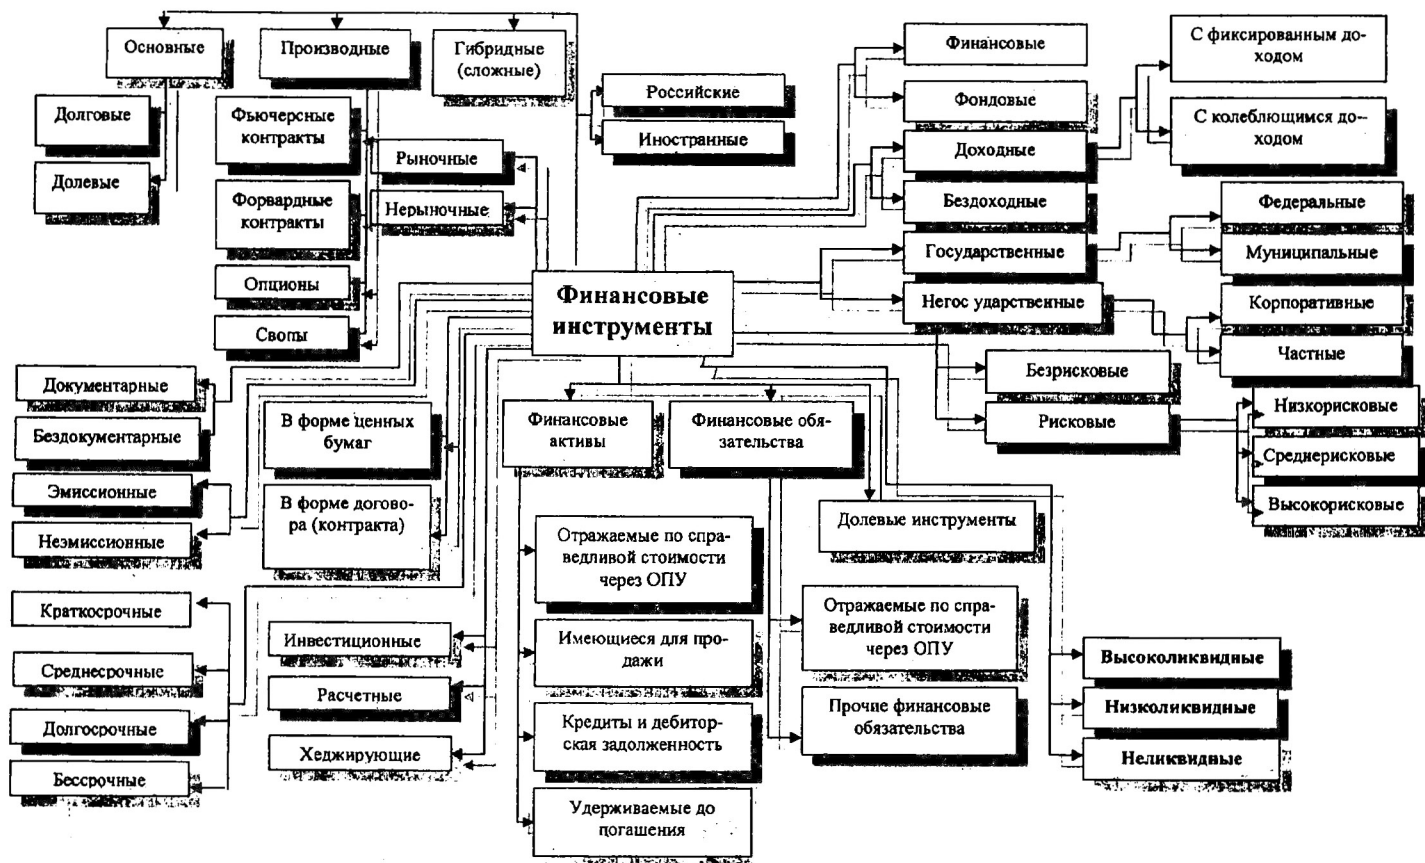 Основные
Производные
Гибридные
(сложные)
Финансовые
С фиксированным до-
ходом
Российские
Фондовые
Долговые
Фьючерсные
контракты
С колеблющимся до-
ходом
Иностранные
Рыночные
Доходные
Долевые
Форвардные
контракты
Нерыночные
Бездоходные
Федеральные
Государственные
Муниципальные
Опционы
Финансовые
инструменты
Негос ударственные
Корпоративные
Свопы
Частные
Безрисковые
Документарные
Низкорисковые
В форме ценных
бумаг
Финансовые
активы
Финансовые обя-
зательства
Рисковые
Бездокументарные
Среднерисковые
Эмиссионные
Высокорисковые
В форме догово-
ра (контракта)
Долевые инструменты
Неэмиссионные
Отражаемые по спра-
ведливой стоимости
через ОПУ
Краткосрочные
Отражаемые по спра-
ведливой стоимости
через ОПУ
Инвестиционные
Имеющиеся для про-
дажи
Высоколиквидные
Среднесрочные
Расчетные
Низколиквидные
Долгосрочные
Кредиты и дебитор-
ская задолженность
Прочие финансовые
обязательства
Хеджирующие
Неликвидные
Бессрочные
Удерживаемые до
погашения